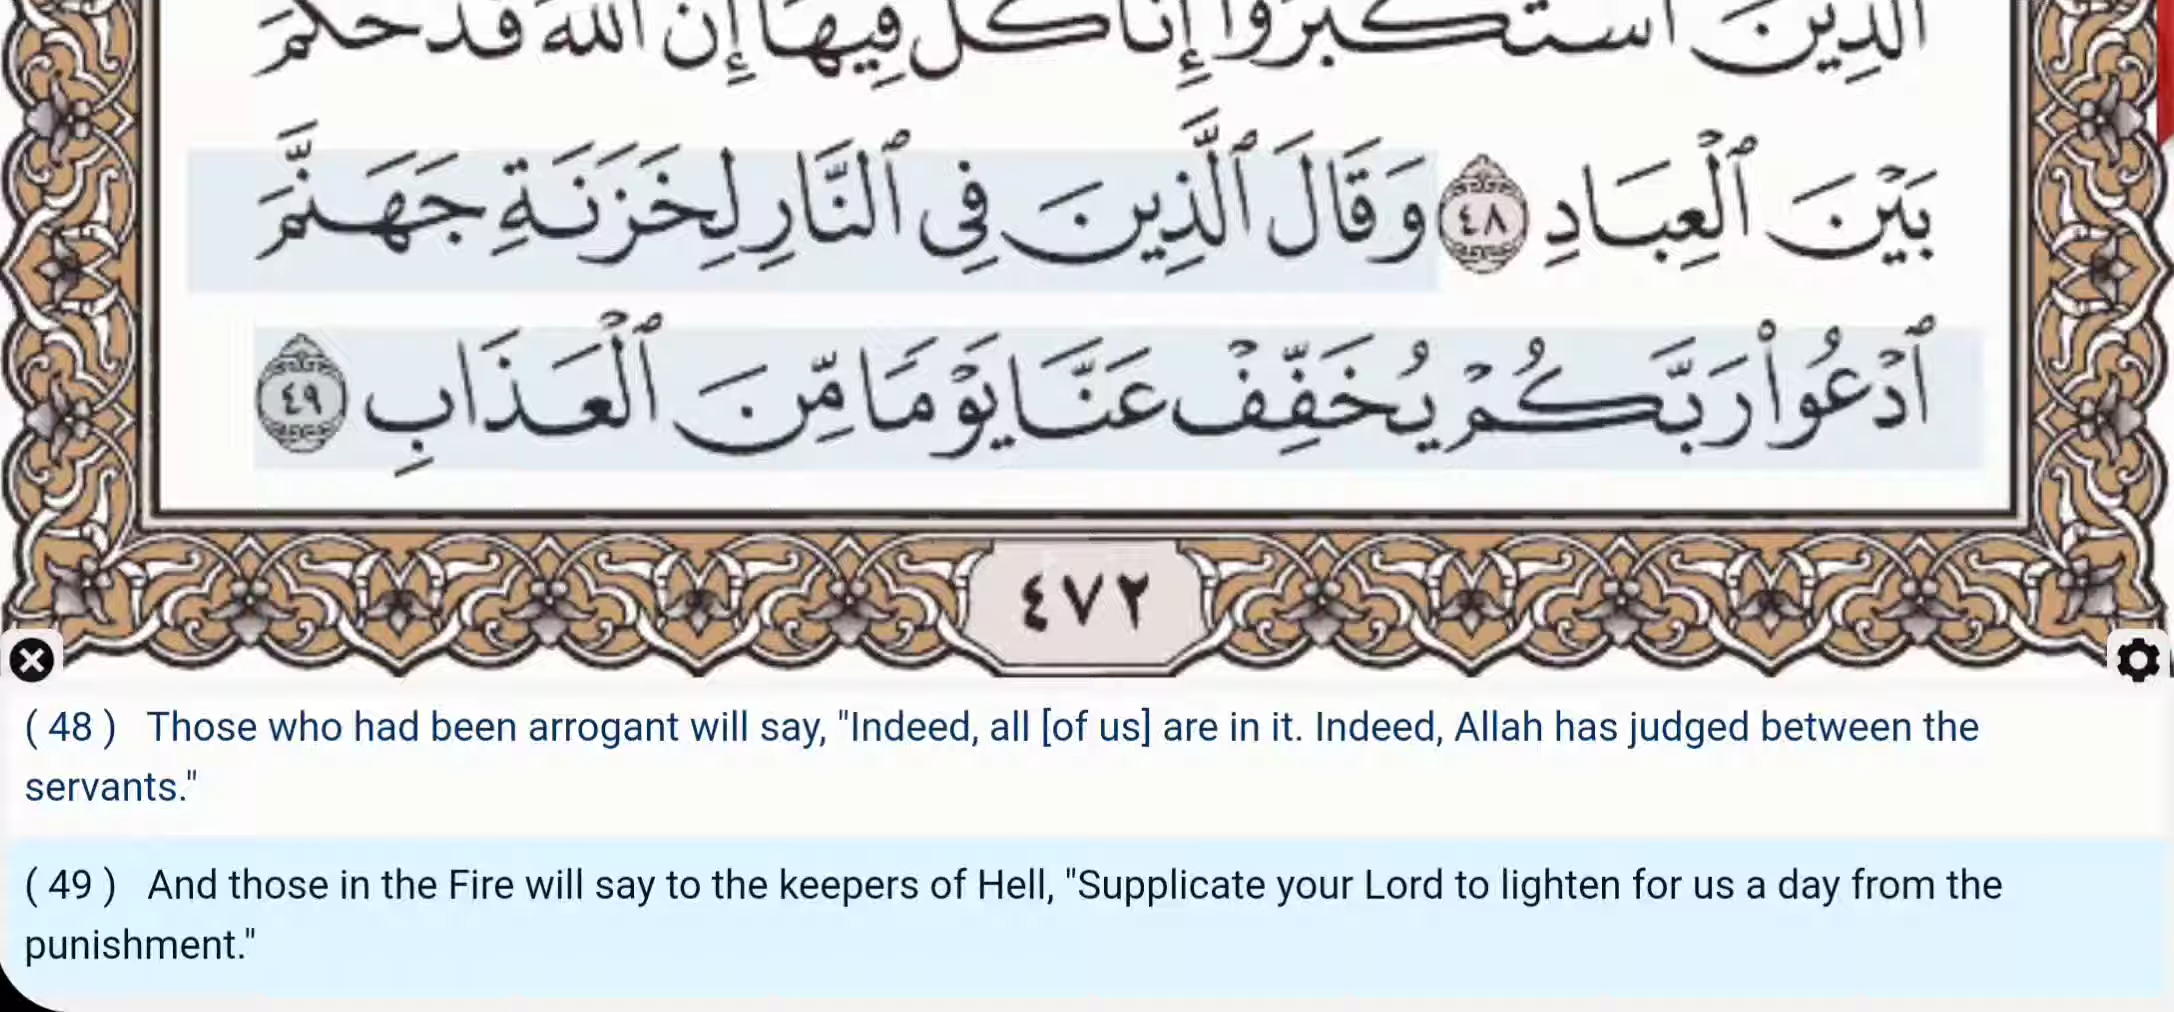 ٱلَّذِينَ ٱسْتَكْبَرُوٓا۟ إِنَّا كُلٌّ فِيهَآ إِنَّ ٱللَّهَ قَدْ حَكَمَ
بَيْنَ ٱلْعِبَادِ ٤٨ وَقَالَ ٱلَّذِينَ فِى ٱلنَّارِ لِخَزَنَةِ جَهَنَّمَ
ٱدْعُوا۟ رَبَّكُمْ يُخَفِّفْ عَنَّا يَوْمًا مِّنَ ٱلْعَذَابِ ٤٩
٤٧٢
( 48 ) Those who had been arrogant will say, "Indeed, all [of us] are in it. Indeed, Allah has judged between the
servants."
( 49 ) And those in the Fire will say to the keepers of Hell, "Supplicate your Lord to lighten for us a day from the
punishment."